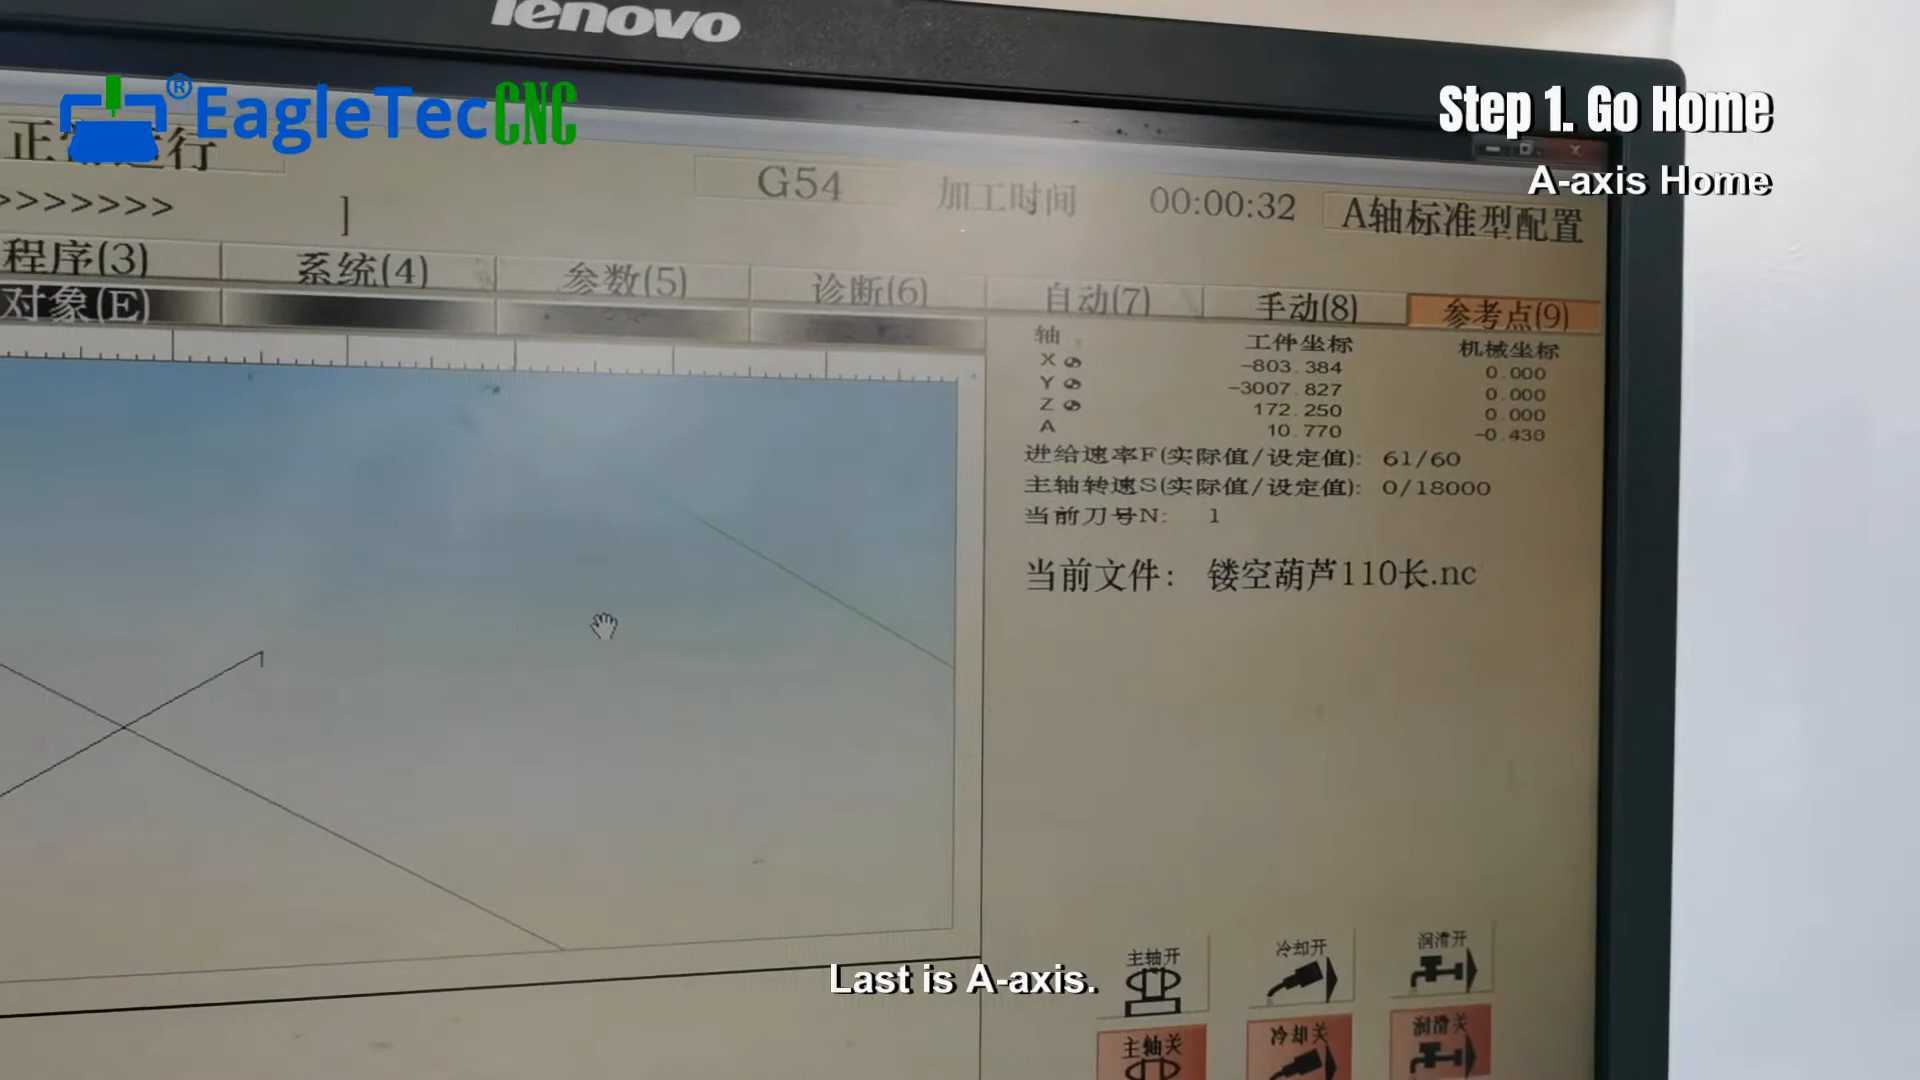 lenovo
EagleTecCNC®
Step 1. Go Home
A-axis Home
正常运行
G54
加工时间
00:00:32
A轴标准型配置
>>>>>>> ]
程序(3) 系统(4) 参数(5) 诊断(6) 自动(7) 手动(8) 参考点(9)
对象(E)
轴 工件坐标 机械坐标
X -803.384 0.000
Y -3007.827 0.000
Z 172.250 0.000
A 10.770 -0.430
进给速率F(实际值/设定值): 61/60
主轴转速S(实际值/设定值): 0/18000
当前刀号N: 1
当前文件: 镂空葫芦110长.nc
主轴开 冷却开 润滑开
Last is A-axis.
主轴关 冷却关 润滑关